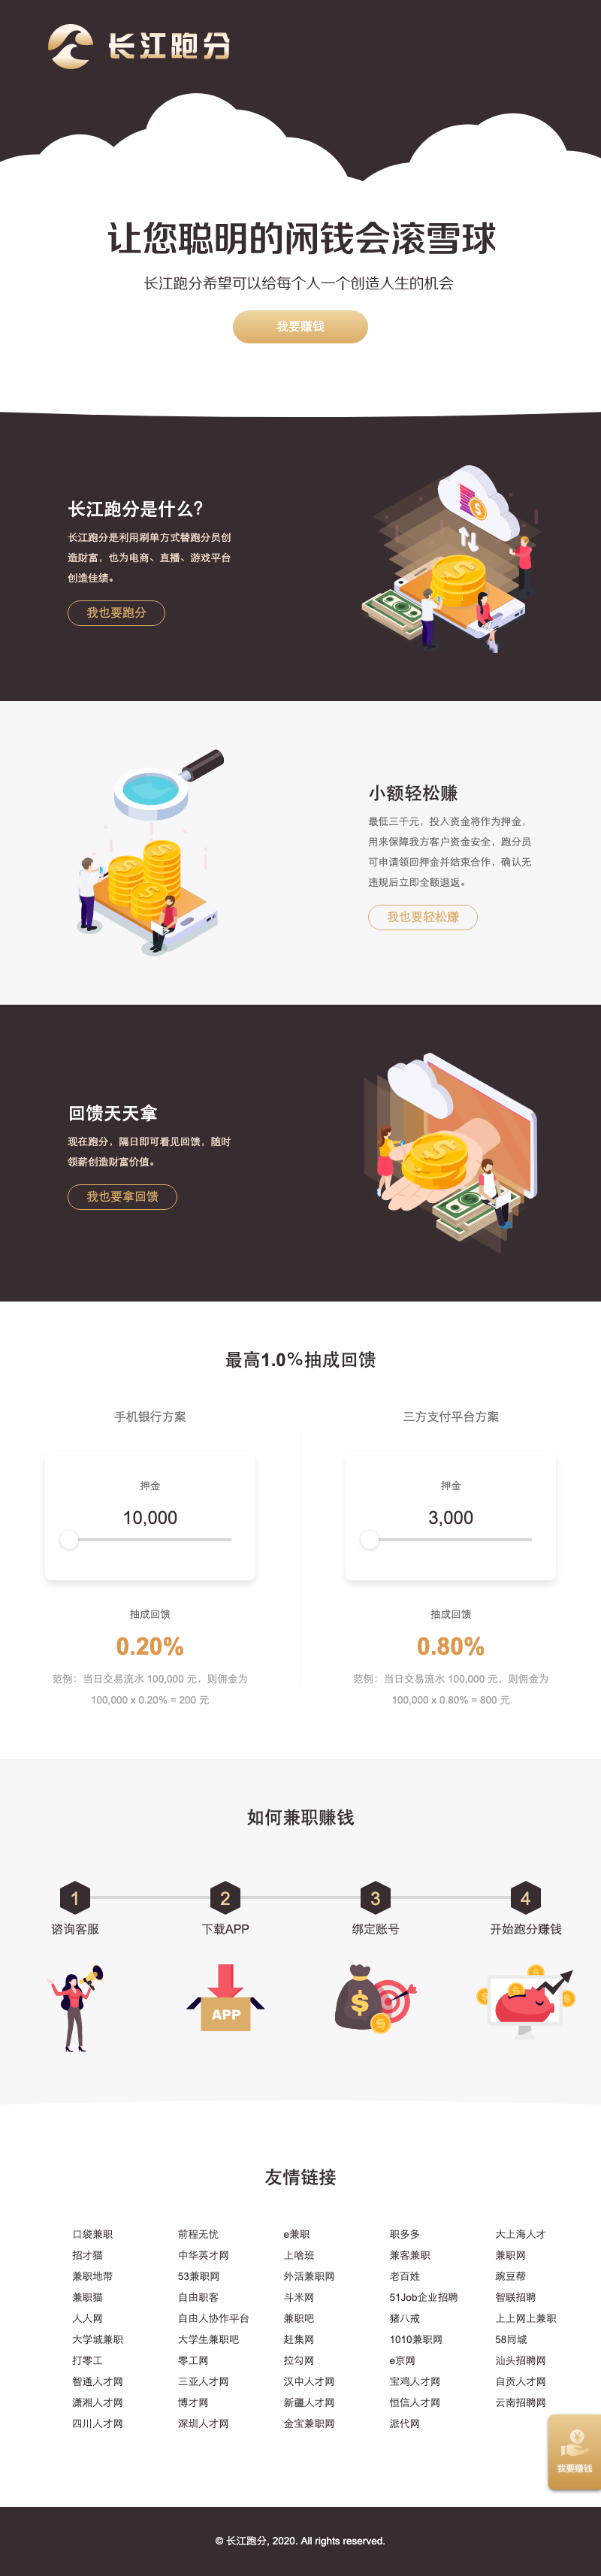 长江跑分
让您聪明的闲钱会滚雪球
长江跑分希望可以给每个人一个创造人生的机会
我要赚钱
长江跑分是什么?
长江跑分是利用刷单方式替跑分员创
造财富，也为电商、直播、游戏平台
创造佳绩。
我也要跑分
小额轻松赚
最低三千元，投入资金将作为押金，
用来保障我方客户资金安全，跑分员
可申请领回押金并结束合作，确认无
违规后立即全额退返。
我也要轻松赚
回馈天天拿
现在跑分，隔日即可看见回馈，随时
领薪创造财富价值。
我也要拿回馈
最高1.0%抽成回馈
手机银行方案
押金
10,000
抽成回馈
0.20%
范例：当日交易流水 100,000 元，则佣金为
100,000 x 0.20% = 200 元
三方支付平台方案
押金
3,000
抽成回馈
0.80%
范例：当日交易流水 100,000 元，则佣金为
100,000 x 0.80% = 800 元
如何兼职赚钱
1 2 3 4
谘询客服 下载APP 绑定账号 开始跑分赚钱
APP
友情链接
口袋兼职 前程无忧 e兼职 职多多 大上海人才
招才猫 中华英才网 上啥班 兼客兼职 兼职网
兼职地带 53兼职网 外活兼职网 老百姓 豌豆帮
兼职猫 自由职客 斗米网 51Job企业招聘 智联招聘
人人网 自由人协作平台 兼职吧 猪八戒 上上网上兼职
大学城兼职 大学生兼职吧 赶集网 1010兼职网 58同城
打零工 零工网 拉勾网 e京网 汕头招聘网
智通人才网 三亚人才网 汉中人才网 宝鸡人才网 自贡人才网
潇湘人才网 博才网 新疆人才网 恒信人才网 云南招聘网
四川人才网 深圳人才网 金宝兼职网 派代网
我要赚钱
© 长江跑分, 2020. All rights reserved.